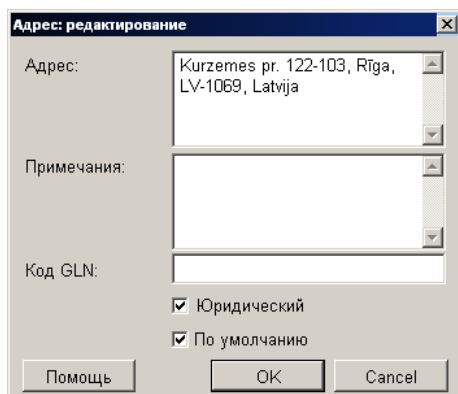 Адрес: редактирование
Адрес:
Kurzemes pr. 122-103, Rīga,
LV-1069, Latvija
Примечания:
Код GLN:
Юридический
По умолчанию
Помощь
OK
Cancel